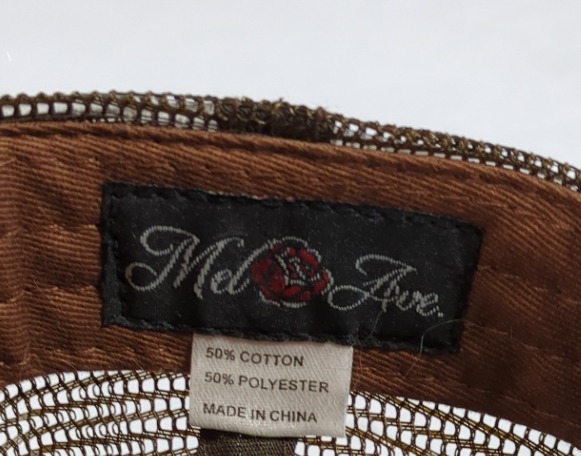 Mel Ave.
50% COTTON
50% POLYESTER
MADE IN CHINA